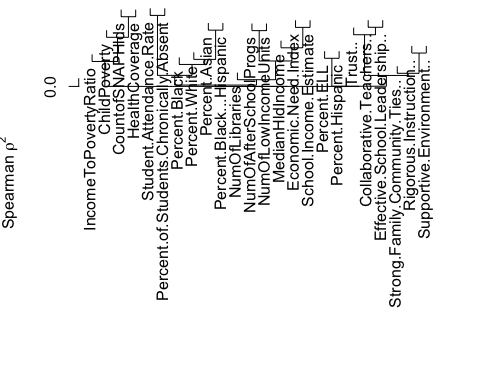 Spearman ρ2
0.0
IncomeToPovertyRatio
ChildPoverty
CountofSNAPHlds
HealthCoverage
Student.Attendance.Rate
Percent.of.Students.Chronically.Absent
Percent.Black
Percent.White
Percent.Asian
Percent.Black...Hispanic
NumOfLibraries
NumOfAfterSchoolProgs
NumOfLowIncomeUnits
MedianHldIncome
Economic.Need.Index
School.Income.Estimate
Percent.ELL
Percent.Hispanic
Trust..
Collaborative.Teachers..
Effective.School.Leadership..
Strong.Family.Community.Ties..
Rigorous.Instruction..
Supportive.Environment..